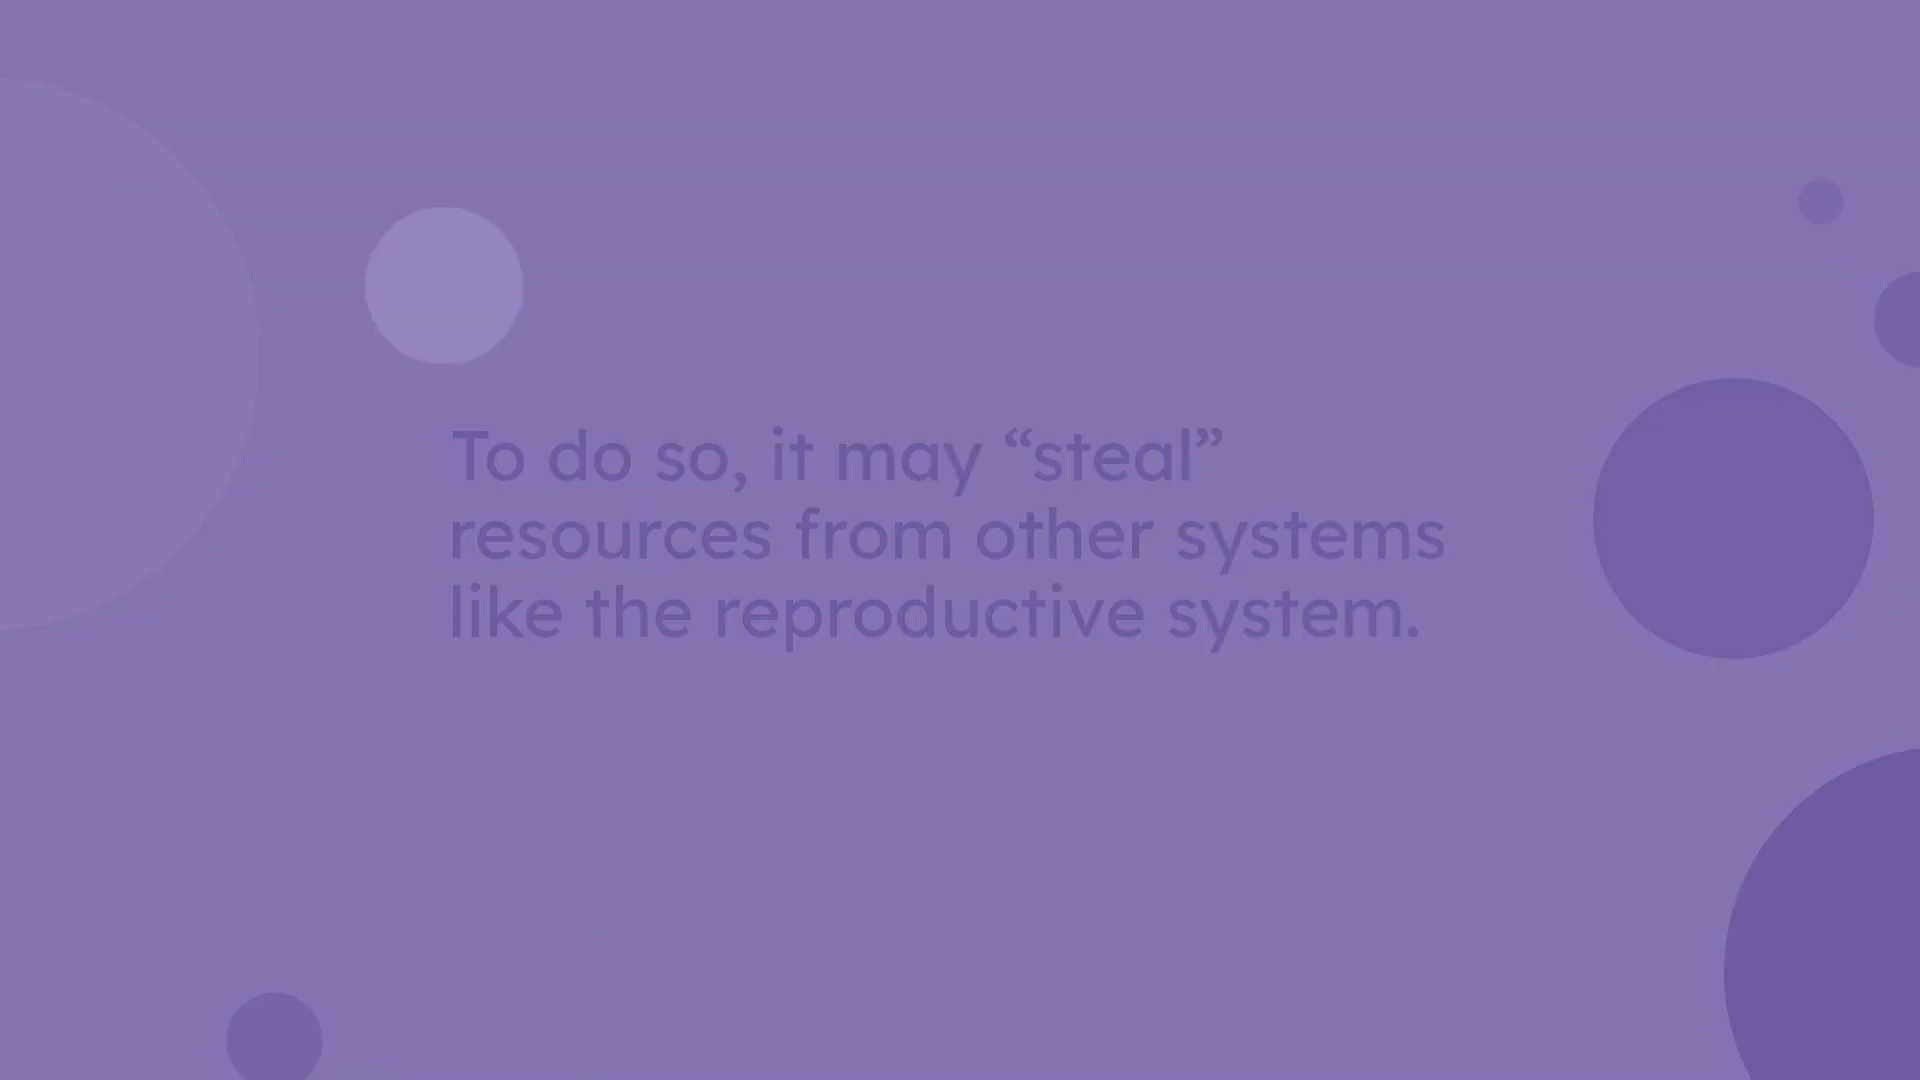 To do so, it may “steal”
resources from other systems
like the reproductive system.